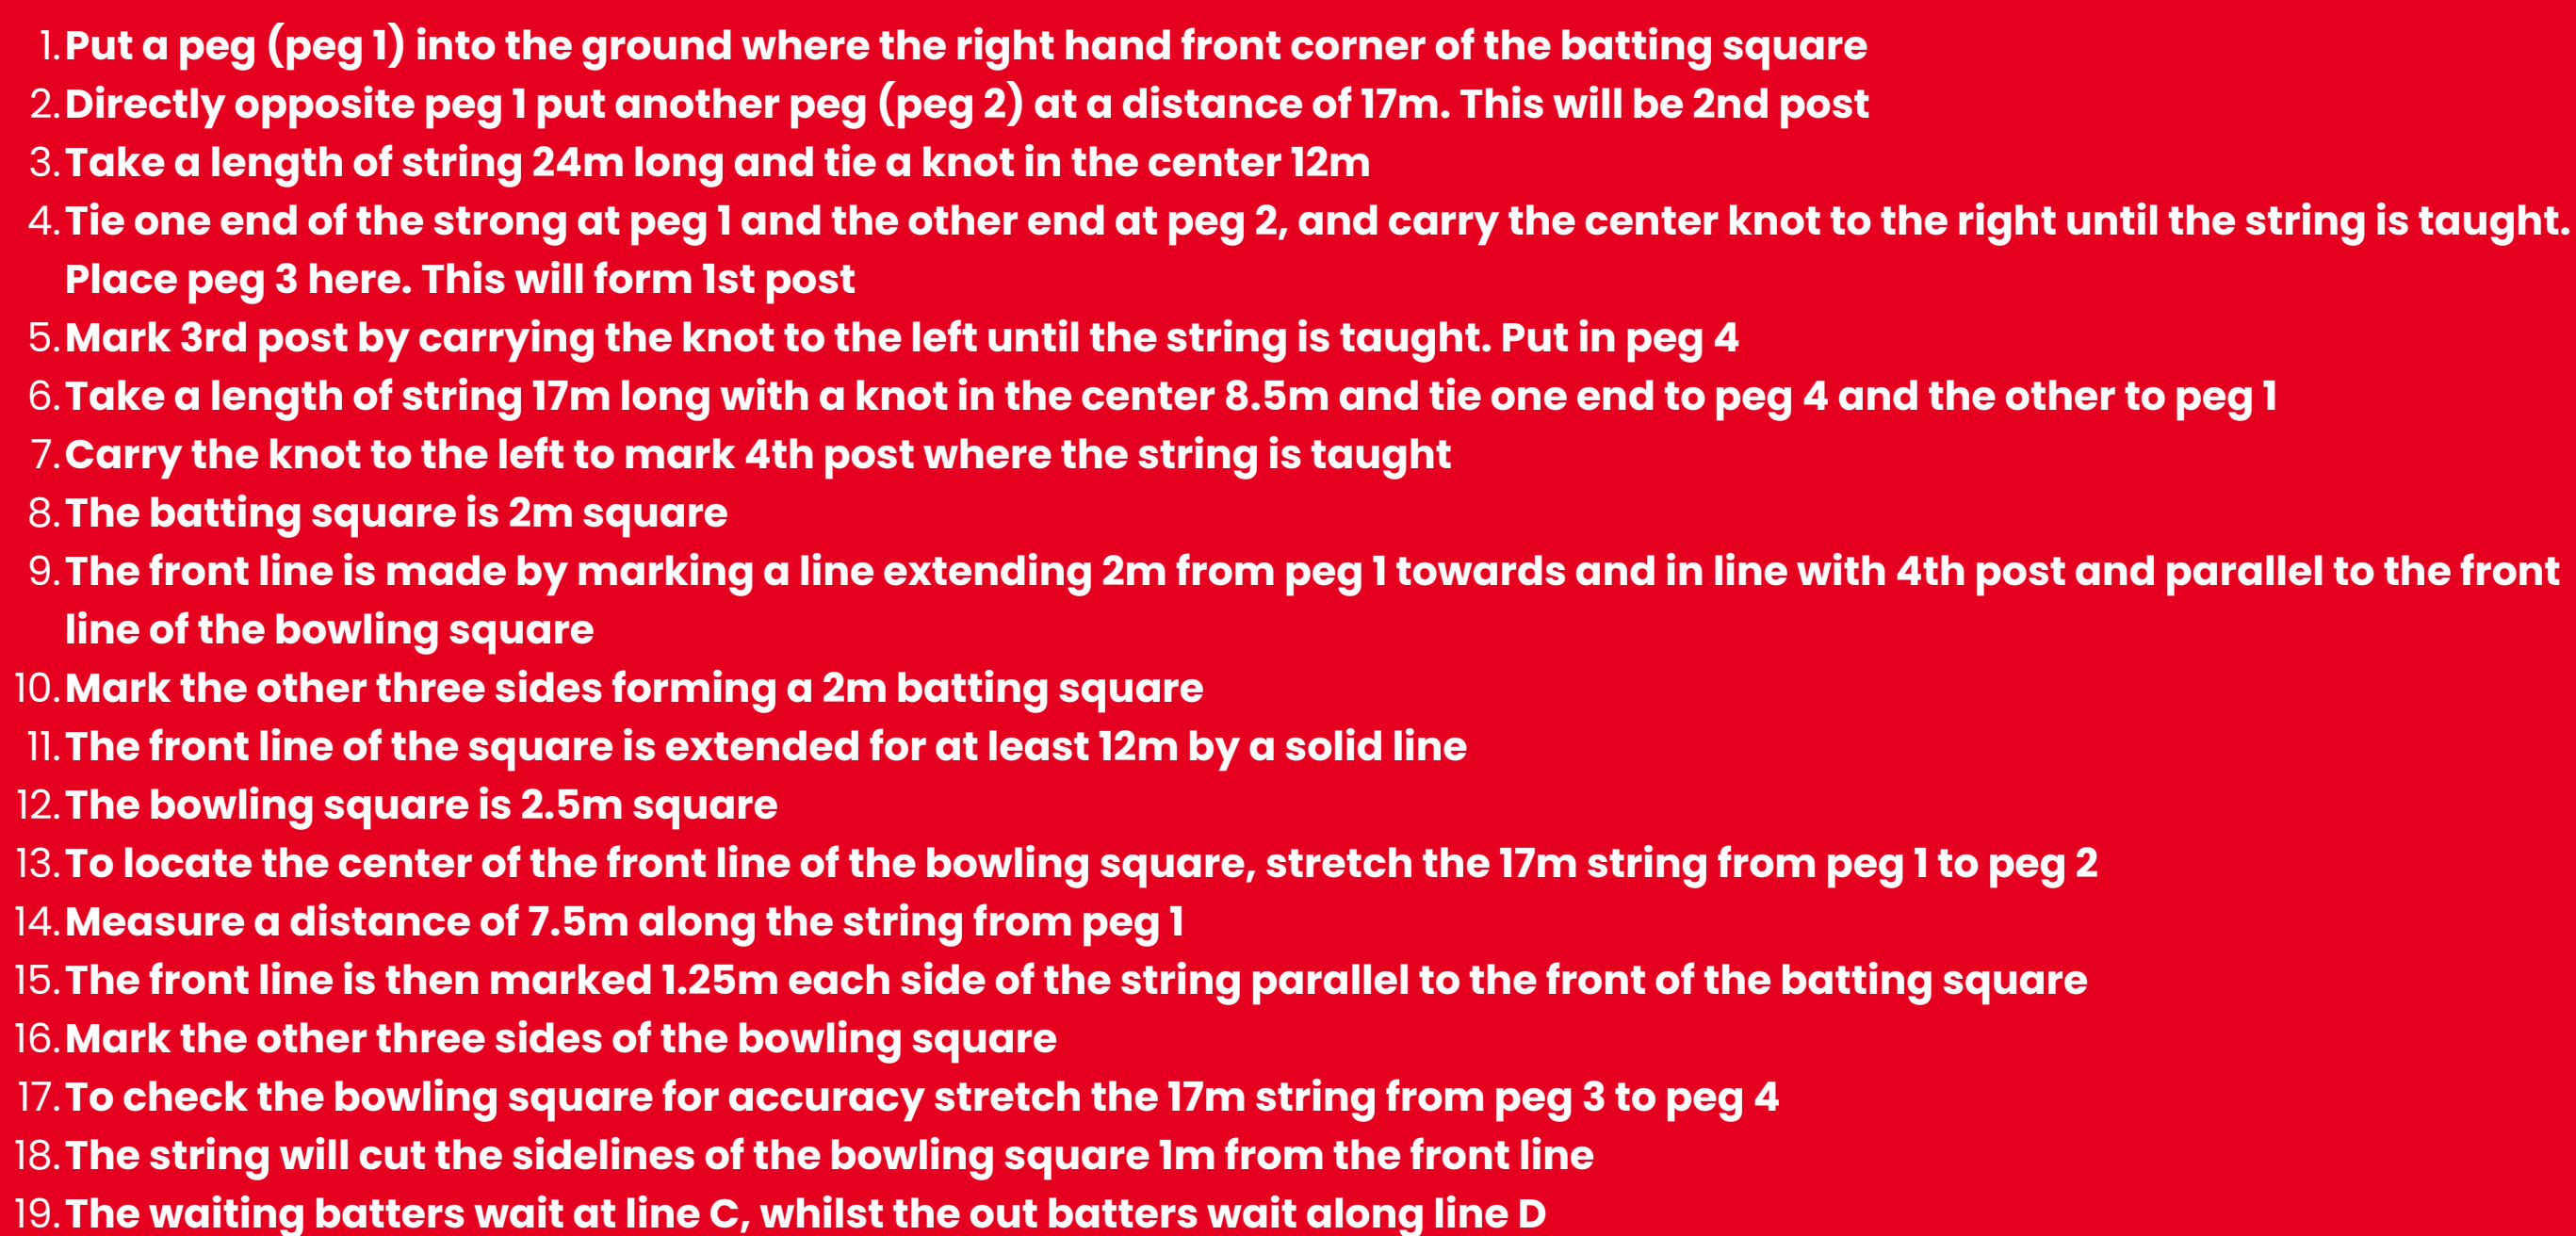 1. Put a peg (peg 1) into the ground where the right hand front corner of the batting square
2. Directly opposite peg 1 put another peg (peg 2) at a distance of 17m. This will be 2nd post
3. Take a length of string 24m long and tie a knot in the center 12m
4. Tie one end of the strong at peg 1 and the other end at peg 2, and carry the center knot to the right until the string is taught.
Place peg 3 here. This will form 1st post
5. Mark 3rd post by carrying the knot to the left until the string is taught. Put in peg 4
6. Take a length of string 17m long with a knot in the center 8.5m and tie one end to peg 4 and the other to peg 1
7. Carry the knot to the left to mark 4th post where the string is taught
8. The batting square is 2m square
9. The front line is made by marking a line extending 2m from peg 1 towards and in line with 4th post and parallel to the front
line of the bowling square
10. Mark the other three sides forming a 2m batting square
11. The front line of the square is extended for at least 12m by a solid line
12. The bowling square is 2.5m square
13. To locate the center of the front line of the bowling square, stretch the 17m string from peg 1 to peg 2
14. Measure a distance of 7.5m along the string from peg 1
15. The front line is then marked 1.25m each side of the string parallel to the front of the batting square
16. Mark the other three sides of the bowling square
17. To check the bowling square for accuracy stretch the 17m string from peg 3 to peg 4
18. The string will cut the sidelines of the bowling square 1m from the front line
19. The waiting batters wait at line C, whilst the out batters wait along line D